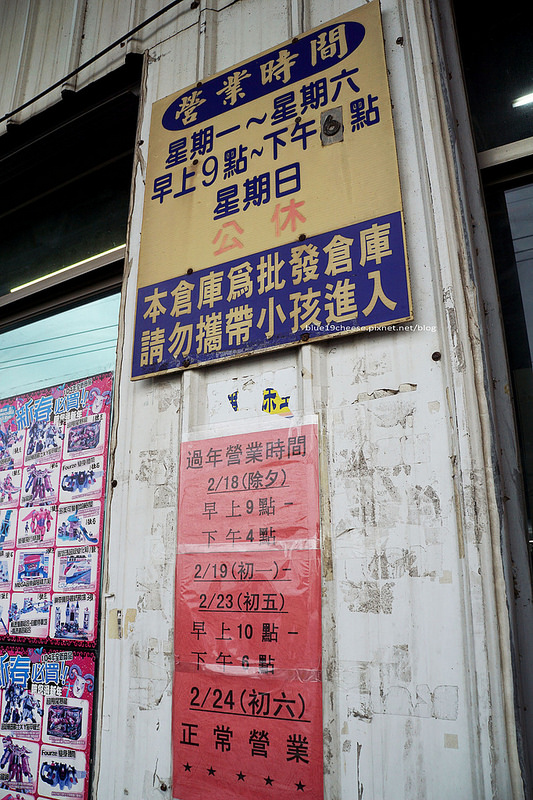 營業時間
星期一～星期六
早上9點~下午6點
星期日
公休
本倉庫為批發倉庫
請勿攜帶小孩進入
blue19cheese.pixnet.net/blog
過年營業時間
2/18(除夕)
早上9點-
下午4點
2/19(初一)-
2/23(初五)
早上10點-
下午6點
2/24(初六)
正常營業
★ ★ ★ ★ ★
新春必買!!
新春必買!!